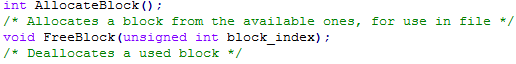 int AllocateBlock();
/* Allocates a block from the available ones, for use in file */
void FreeBlock(unsigned int block_index);
/* Deallocates a used block */